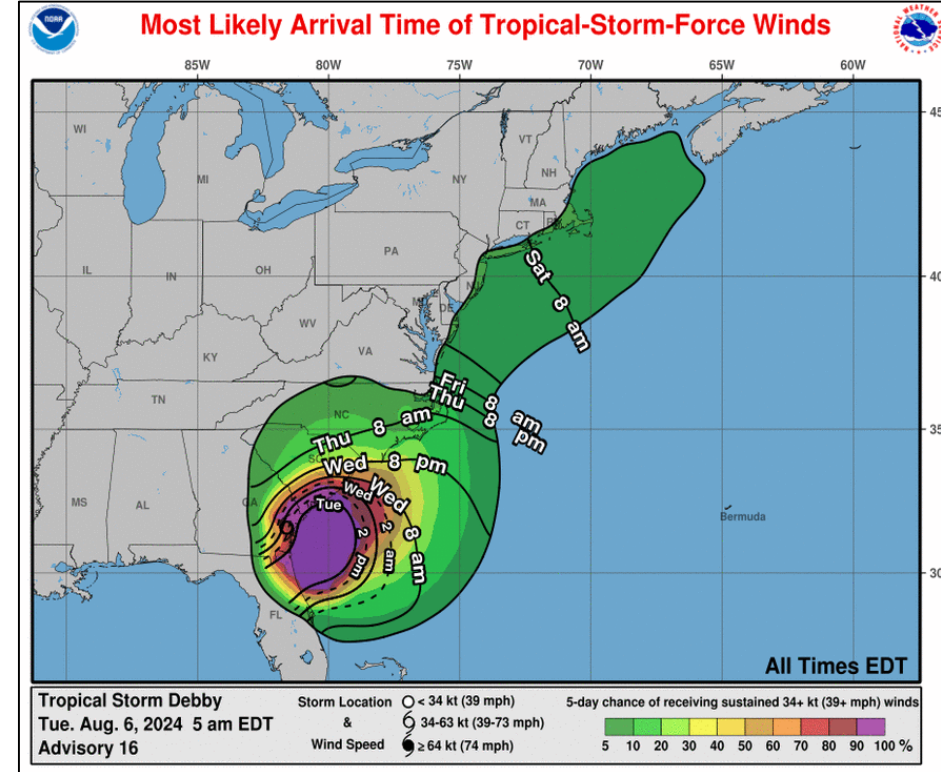 NOAA
Most Likely Arrival Time of Tropical-Storm-Force Winds
85W 80W 75W 70W 65W 60W
45
WI
MI
VT
NH
NY
MA
CT
PA
40
IL
IN
OH
NJ
DE
WV
VA
KY
Sat 8 am
Fri 8 am
Thu 8 pm
TN
NC
35
Thu 8 am
SC
Wed 8 pm
MS
AL
GA
Wed 8 am
Wed 2 am
Tue 2 pm
Bermuda
30
FL
All Times EDT
Tropical Storm Debby
Tue. Aug. 6, 2024 5 am EDT
Advisory 16
Storm Location
&
Wind Speed
< 34 kt (39 mph)
34-63 kt (39-73 mph)
≥ 64 kt (74 mph)
5-day chance of receiving sustained 34+ kt (39+ mph) winds
5 10 20 30 40 50 60 70 80 90 100 %